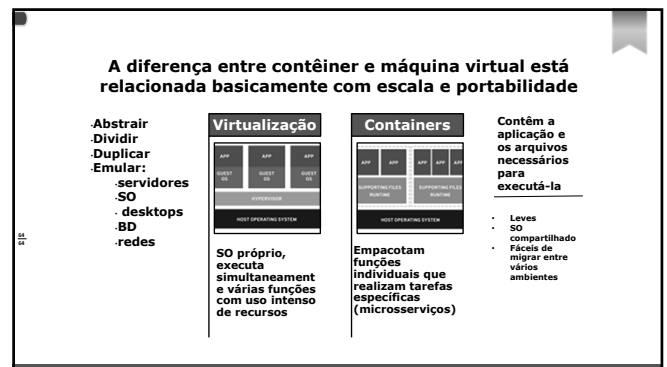 A diferença entre contêiner e máquina virtual está
relacionada basicamente com escala e portabilidade
·Abstrair
·Dividir
·Duplicar
·Emular:
·servidores
·SO
· desktops
·BD
·redes
Virtualização
APP APP APP
GUEST OS GUEST OS GUEST OS
HYPERVISOR
HOST OPERATING SYSTEM
SO próprio,
executa
simultaneament
e várias funções
com uso intenso
de recursos
Containers
APP APP APP APP APP
SUPPORTING FILES RUNTIME SUPPORTING FILES RUNTIME
HOST OPERATING SYSTEM
Empacotam
funções
individuais que
realizam tarefas
específicas
(microsserviços)
Contêm a
aplicação e
os arquivos
necessários
para
executá-la
• Leves
• SO
compartilhado
• Fáceis de
migrar entre
vários
ambientes
64
64